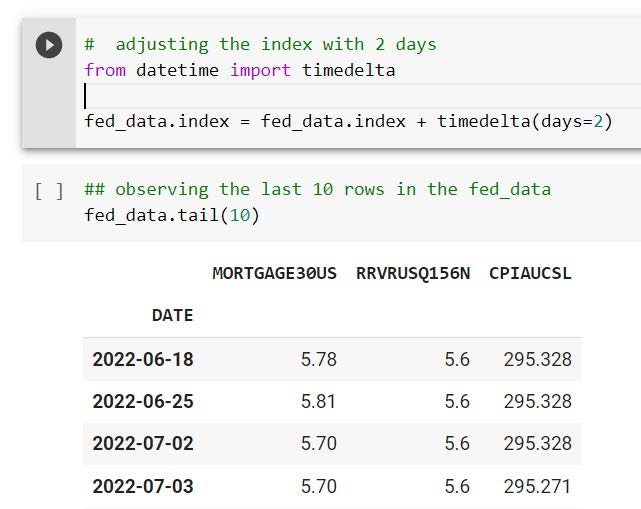 #  adjusting the index with 2 days
from datetime import timedelta
fed_data.index = fed_data.index + timedelta(days=2)
[ ] ## observing the last 10 rows in the fed_data
fed_data.tail(10)
MORTGAGE30US RRVRUSQ156N CPIAUCSL
DATE
2022-06-18 5.78 5.6 295.328
2022-06-25 5.81 5.6 295.328
2022-07-02 5.70 5.6 295.328
2022-07-03 5.70 5.6 295.271